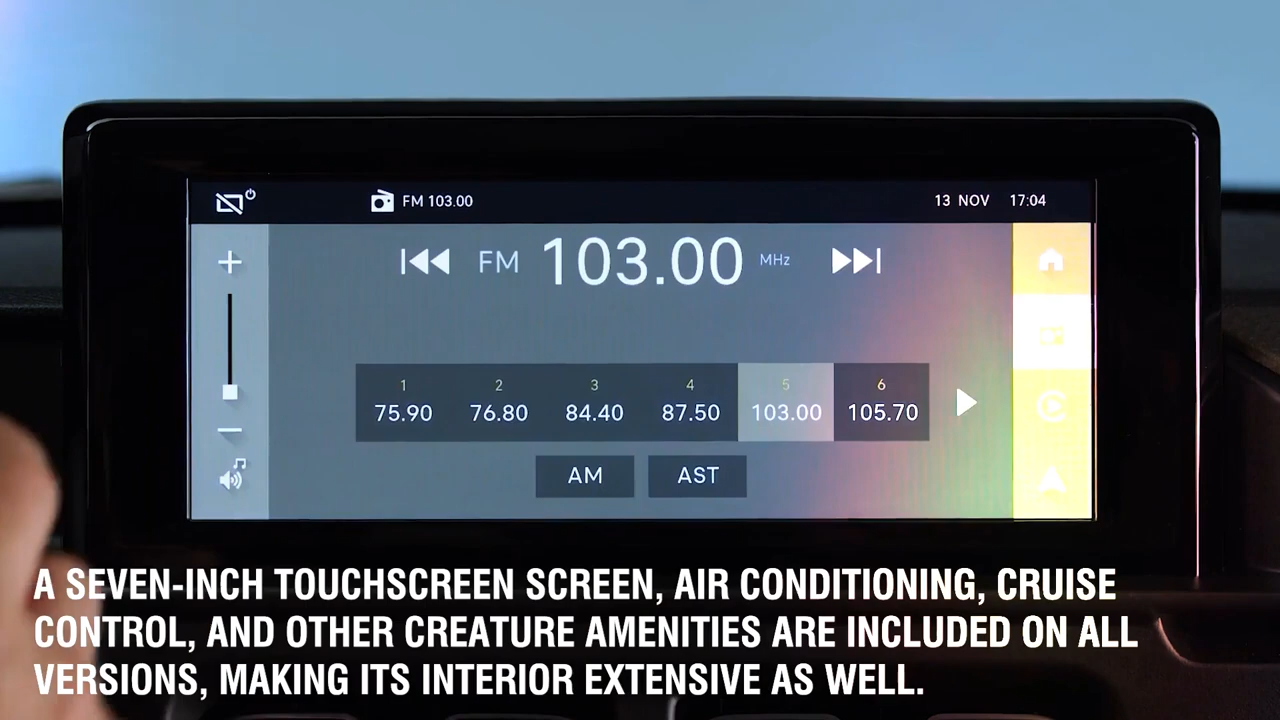 FM 103.00
13 NOV 17:04
FM 103.00 MHz
1 2 3 4 5 6
75.90 76.80 84.40 87.50 103.00 105.70
AM AST
A SEVEN-INCH TOUCHSCREEN SCREEN, AIR CONDITIONING, CRUISE
CONTROL, AND OTHER CREATURE AMENITIES ARE INCLUDED ON ALL
VERSIONS, MAKING ITS INTERIOR EXTENSIVE AS WELL.